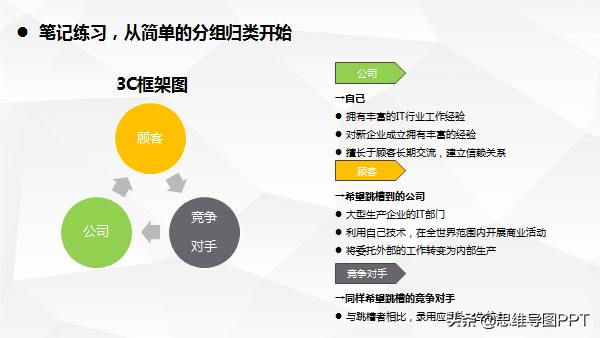 ● 笔记练习，从简单的分组归类开始
3C框架图
顾客
公司
竞争
对手
公司
→自己
● 拥有丰富的IT行业工作经验
● 对新企业成立拥有丰富的经验
● 擅长于顾客长期交流，建立信赖关系
顾客
→希望跳槽到的公司
● 大型生产企业的IT部门
● 利用自己技术，在全世界范围内开展商业活动
● 将委托外部的工作转变为内部生产
竞争对手
→同样希望跳槽的竞争对手
● 与跳槽者相比，录用应
头条@思维导图PPT